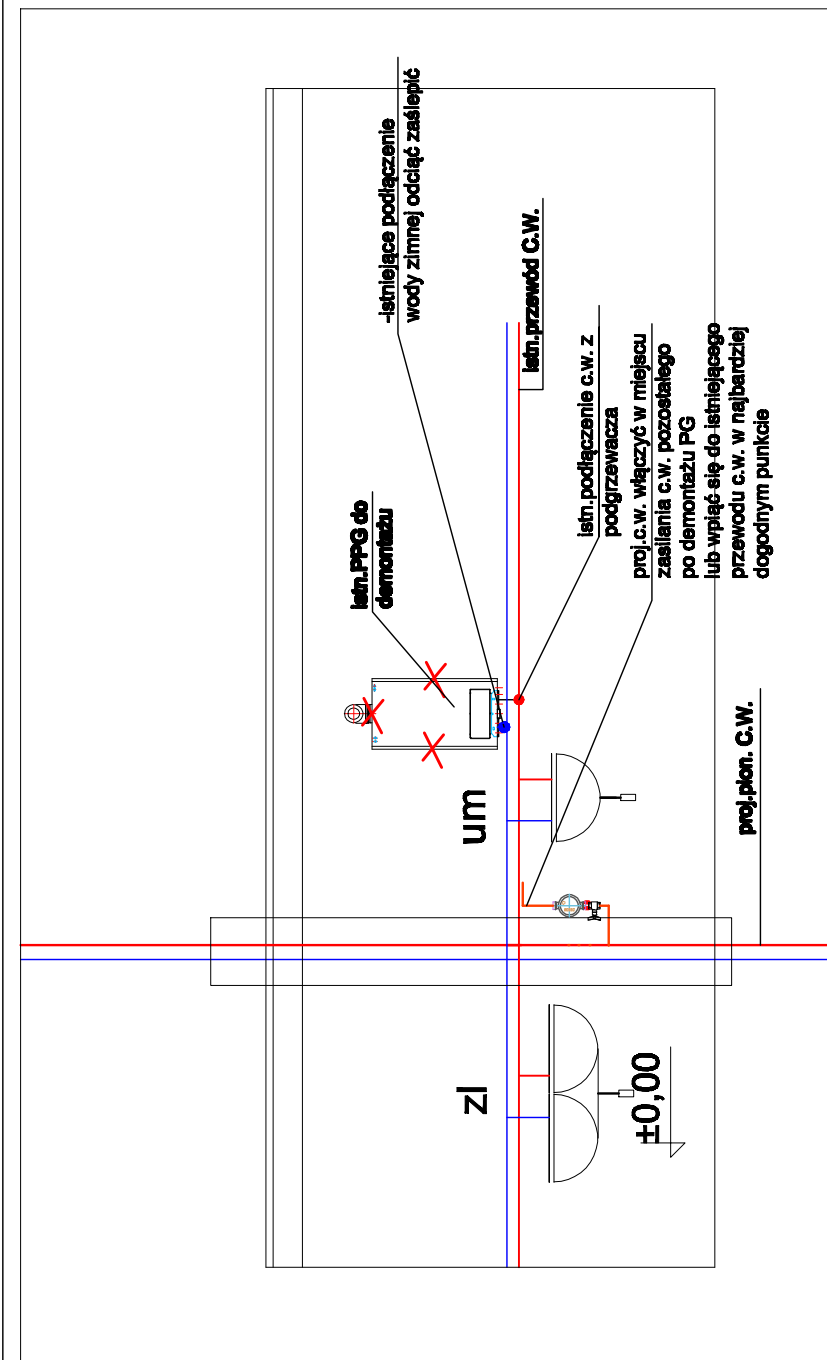 -istniejące podłączenie
wody zimnej odciąć zaślepić
istn.przewód C.W.
istn.PPG do
demontażu
istn.podłączenie c.w. z
podgrzewacza
proj.c.w. włączyć w miejscu
zasilania c.w. pozostałego
po demontażu PG
lub wpiąć się do istniejącego
przewodu c.w. w najbardziej
dogodnym punkcie
um
proj.pion. C.W.
zl
±0,00